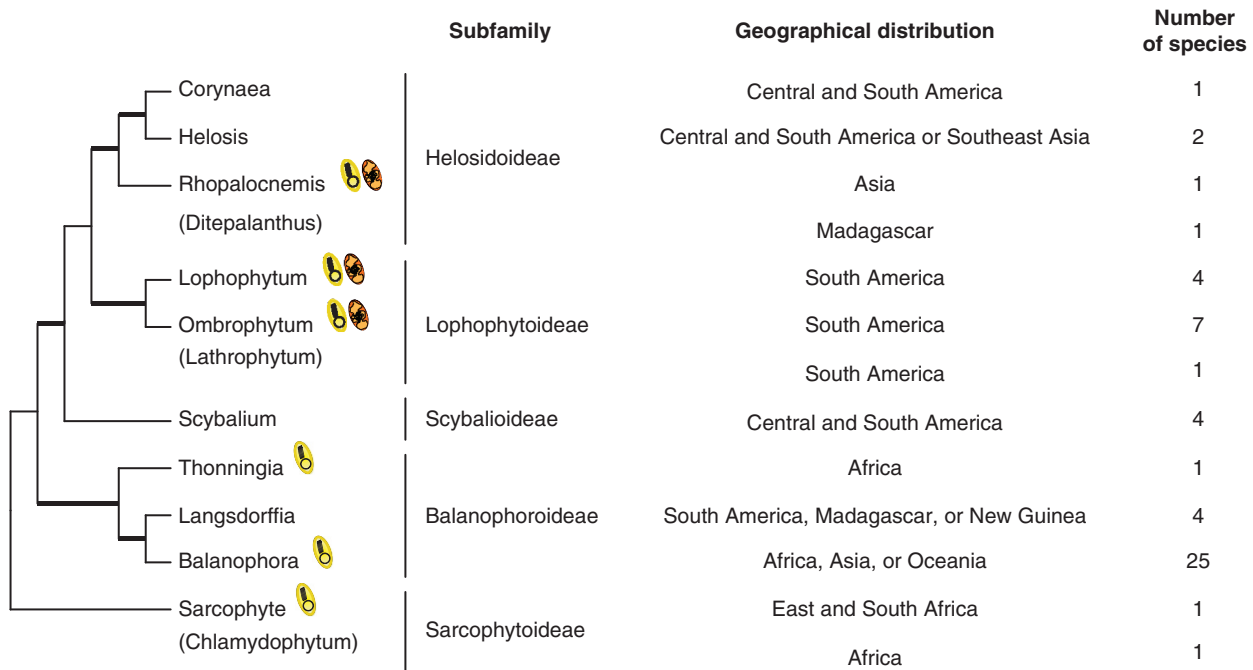 Subfamily Geographical distribution Number of species
Corynaea Central and South America 1
Helosis Central and South America or Southeast Asia 2
Helosidoideae
Rhopalocnemis Asia 1
(Ditepalanthus) Madagascar 1
Lophophytum South America 4
Ombrophytum Lophophytoideae South America 7
(Lathrophytum) South America 1
Scybalium Scybalioideae Central and South America 4
Thonningia Africa 1
Langsdorffia Balanophoroideae South America, Madagascar, or New Guinea 4
Balanophora Africa, Asia, or Oceania 25
Sarcophyte East and South Africa 1
Sarcophytoideae
(Chlamydophytum) Africa 1